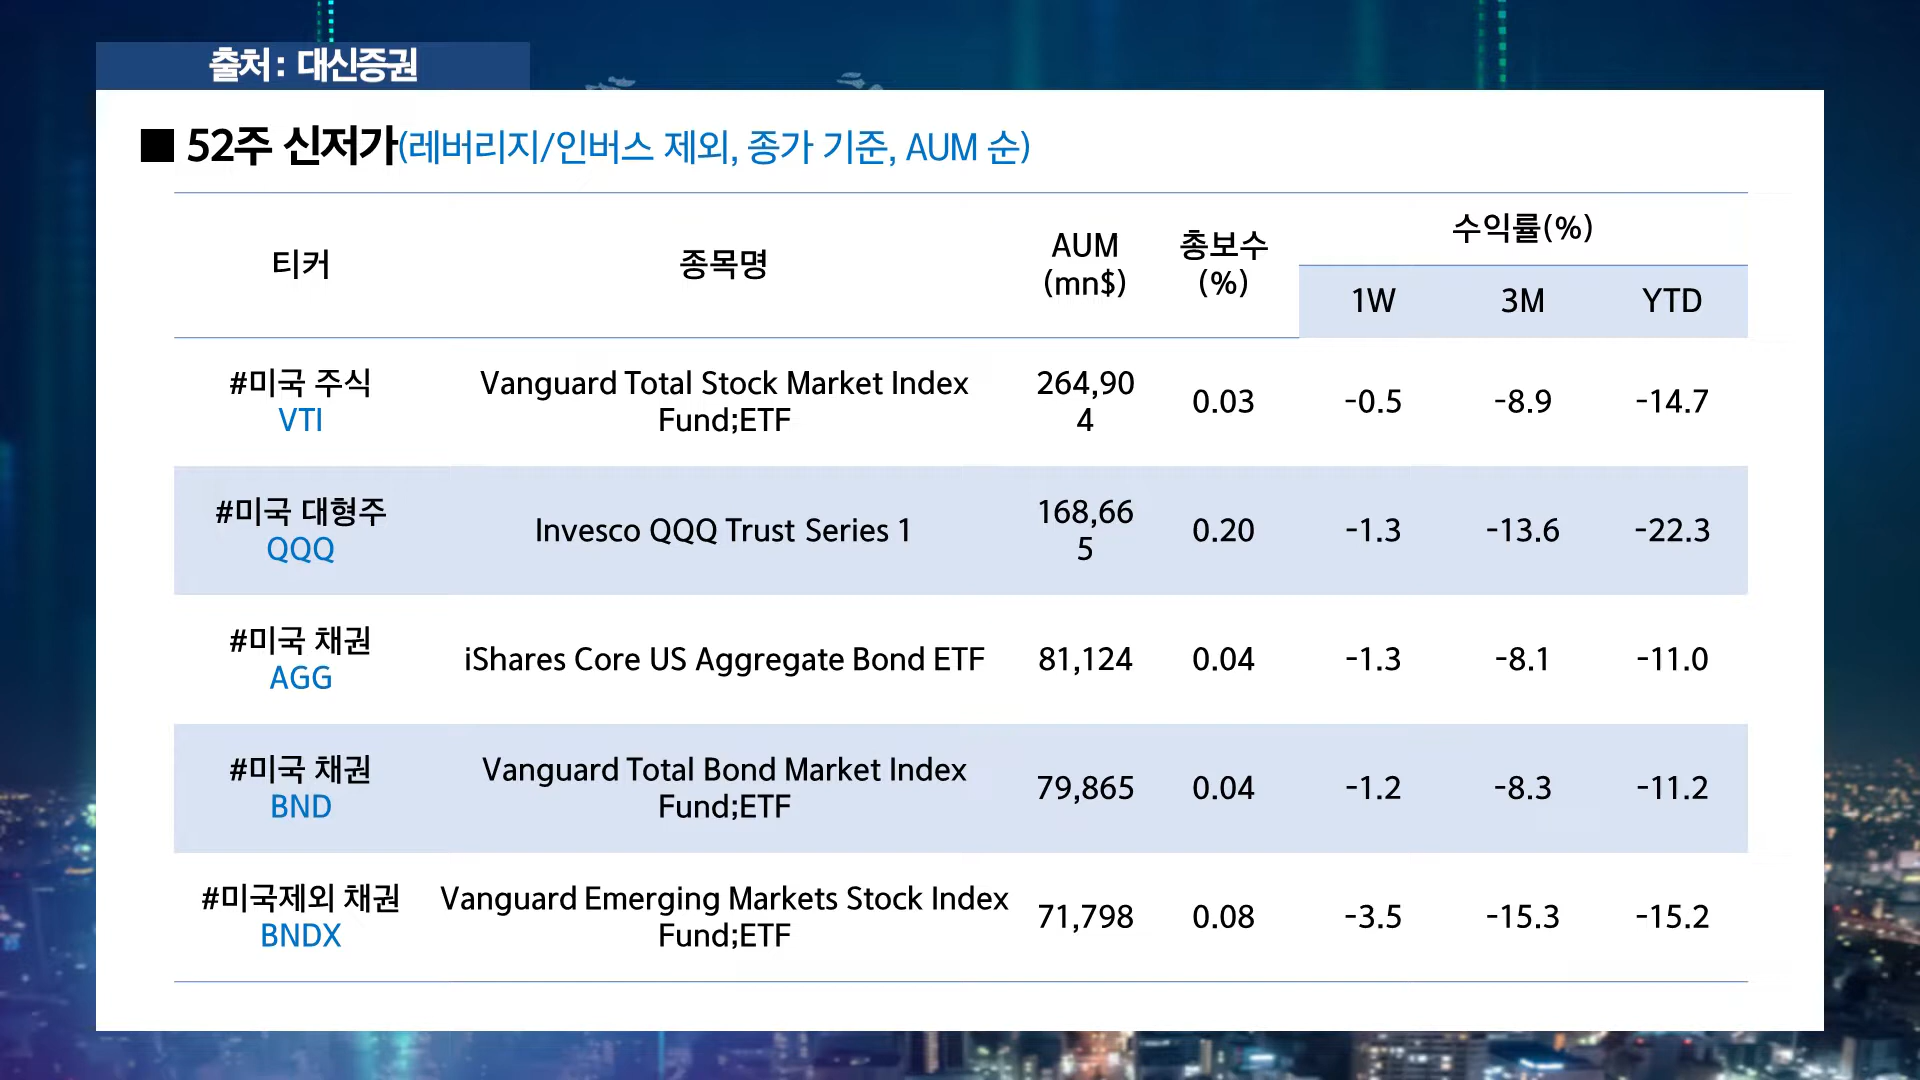 출처 : 대신증권
■ 52주 신저가(레버리지/인버스 제외, 종가 기준, AUM 순)
티커 종목명 AUM (mn$) 총보수 (%) 수익률(%)
1W 3M YTD
#미국 주식
VTI
Vanguard Total Stock Market Index
Fund;ETF
264,90
4
0.03 -0.5 -8.9 -14.7
#미국 대형주
QQQ
Invesco QQQ Trust Series 1
168,66
5
0.20 -1.3 -13.6 -22.3
#미국 채권
AGG
iShares Core US Aggregate Bond ETF
81,124 0.04 -1.3 -8.1 -11.0
#미국 채권
BND
Vanguard Total Bond Market Index
Fund;ETF
79,865 0.04 -1.2 -8.3 -11.2
#미국제외 채권
BNDX
Vanguard Emerging Markets Stock Index
Fund;ETF
71,798 0.08 -3.5 -15.3 -15.2